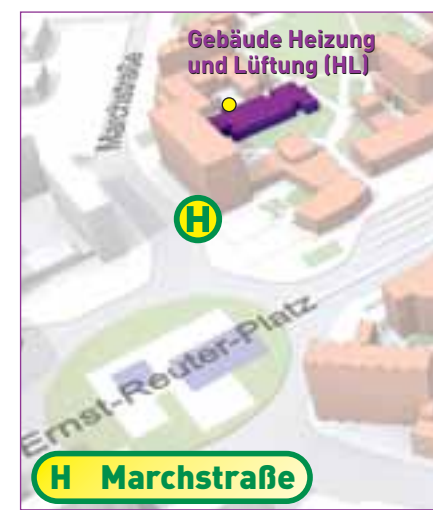 Gebäude Heizung
und Lüftung (HL)
Marchstraße
H
Ernst-Reuter-Platz
H Marchstraße